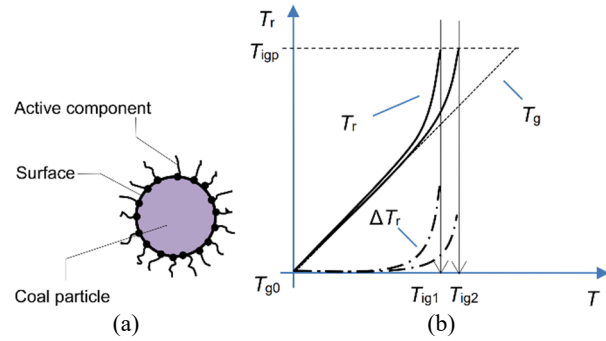 Active component
Surface
Coal particle
(a)
Tr
Tigp
Tr
Tg
ΔTr
Tg0
Tig1
Tig2
T
(b)